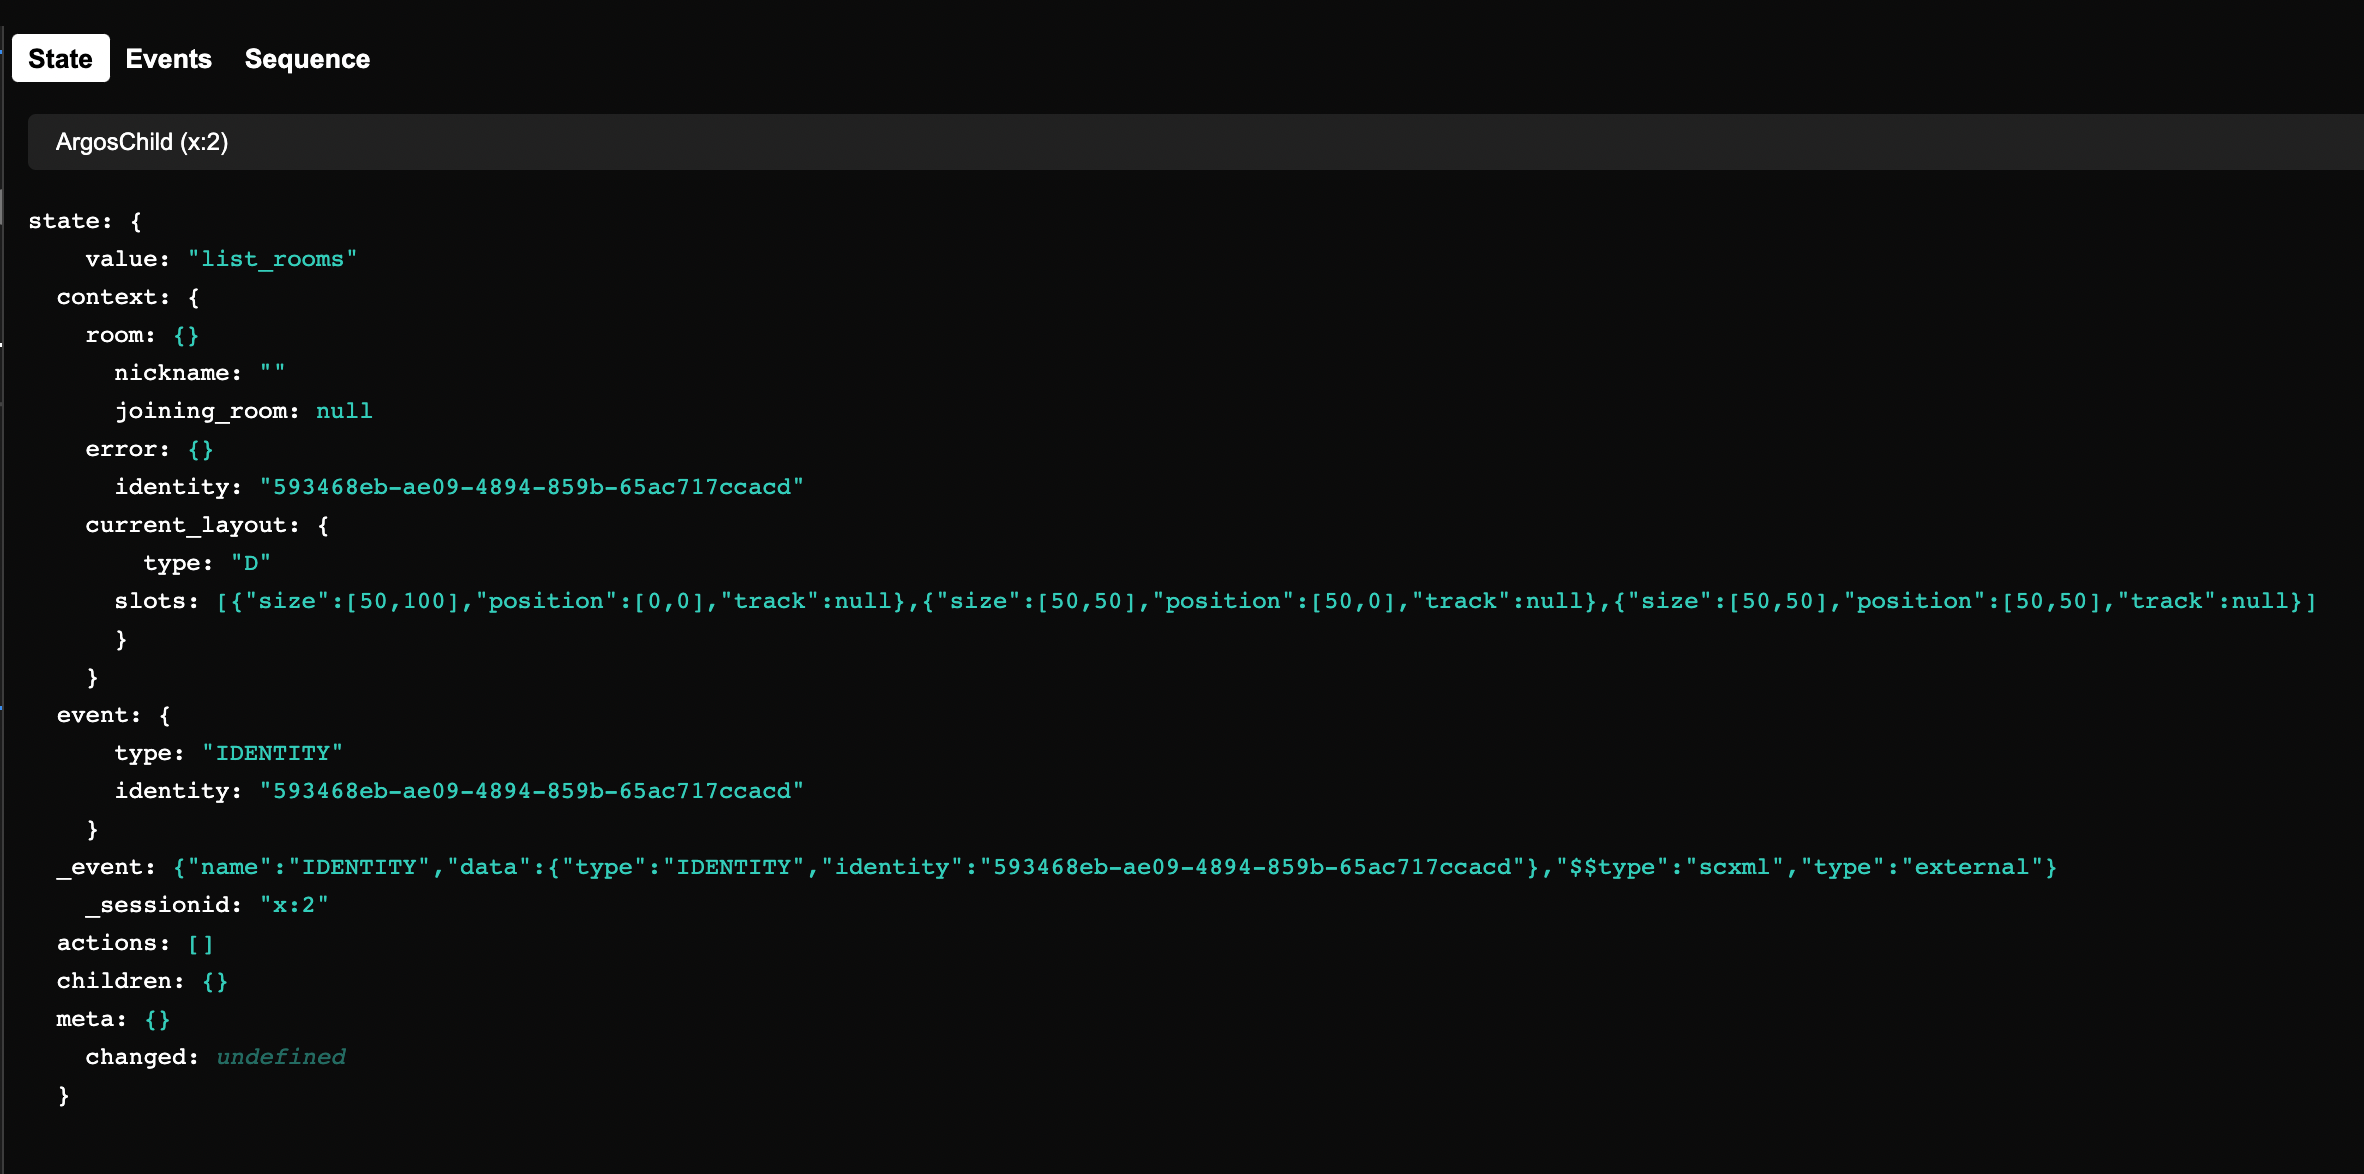 State Events Sequence
ArgosChild (x:2)
state: {
value: "list_rooms"
context: {
room: {}
nickname: ""
joining_room: null
error: {}
identity: "593468eb-ae09-4894-859b-65ac717ccacd"
current_layout: {
type: "D"
slots: [{"size":[50,100],"position":[0,0],"track":null},{"size":[50,50],"position":[50,0],"track":null},{"size":[50,50],"position":[50,50],"track":null}]
}
}
event: {
type: "IDENTITY"
identity: "593468eb-ae09-4894-859b-65ac717ccacd"
}
_event: {"name":"IDENTITY","data":{"type":"IDENTITY","identity":"593468eb-ae09-4894-859b-65ac717ccacd"},"$$type":"scxml","type":"external"}
_sessionid: "x:2"
actions: []
children: {}
meta: {}
changed: undefined
}